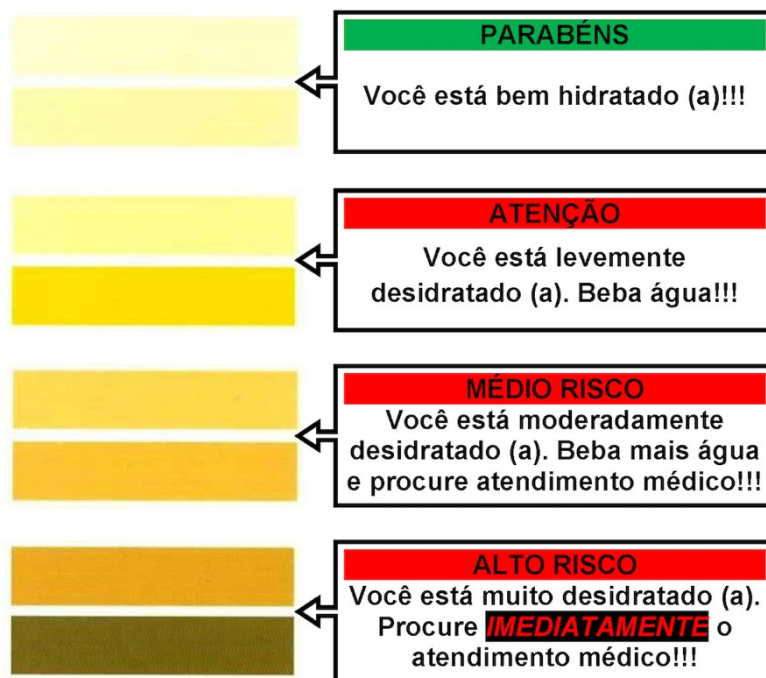 PARABÉNS
Você está bem hidratado (a)!!!
ATENÇÃO
Você está levemente
desidratado (a). Beba água!!!
MÉDIO RISCO
Você está moderadamente
desidratado (a). Beba mais água
e procure atendimento médico!!!
ALTO RISCO
Você está muito desidratado (a).
Procure IMEDIATAMENTE o
atendimento médico!!!